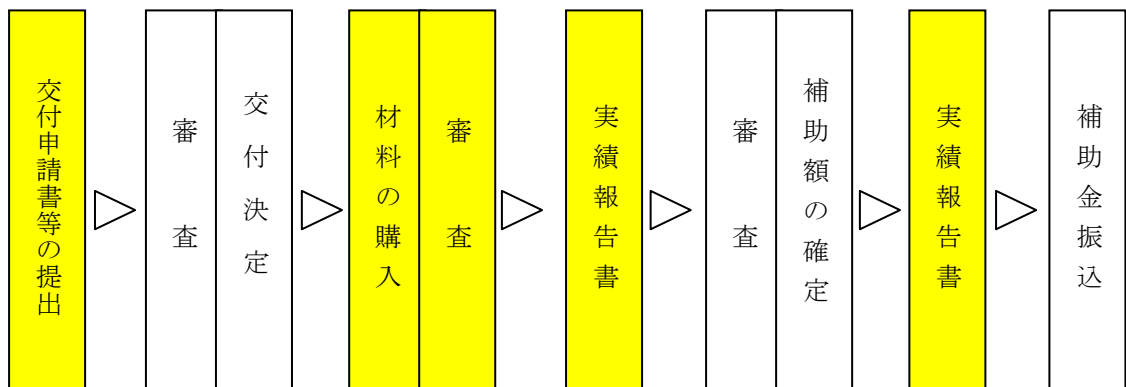 交付申請書等の提出
審査
交付決定
材料の購入
審査
実績報告書
審査
補助額の確定
実績報告書
補助金振込